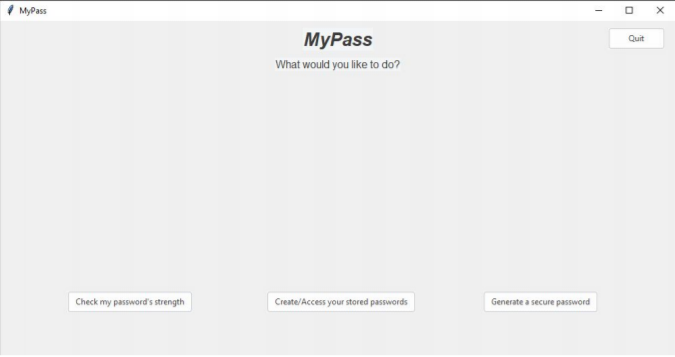 MyPass
MyPass
Quit
What would you like to do?
Check my password's strength
Create/Access your stored passwords
Generate a secure password